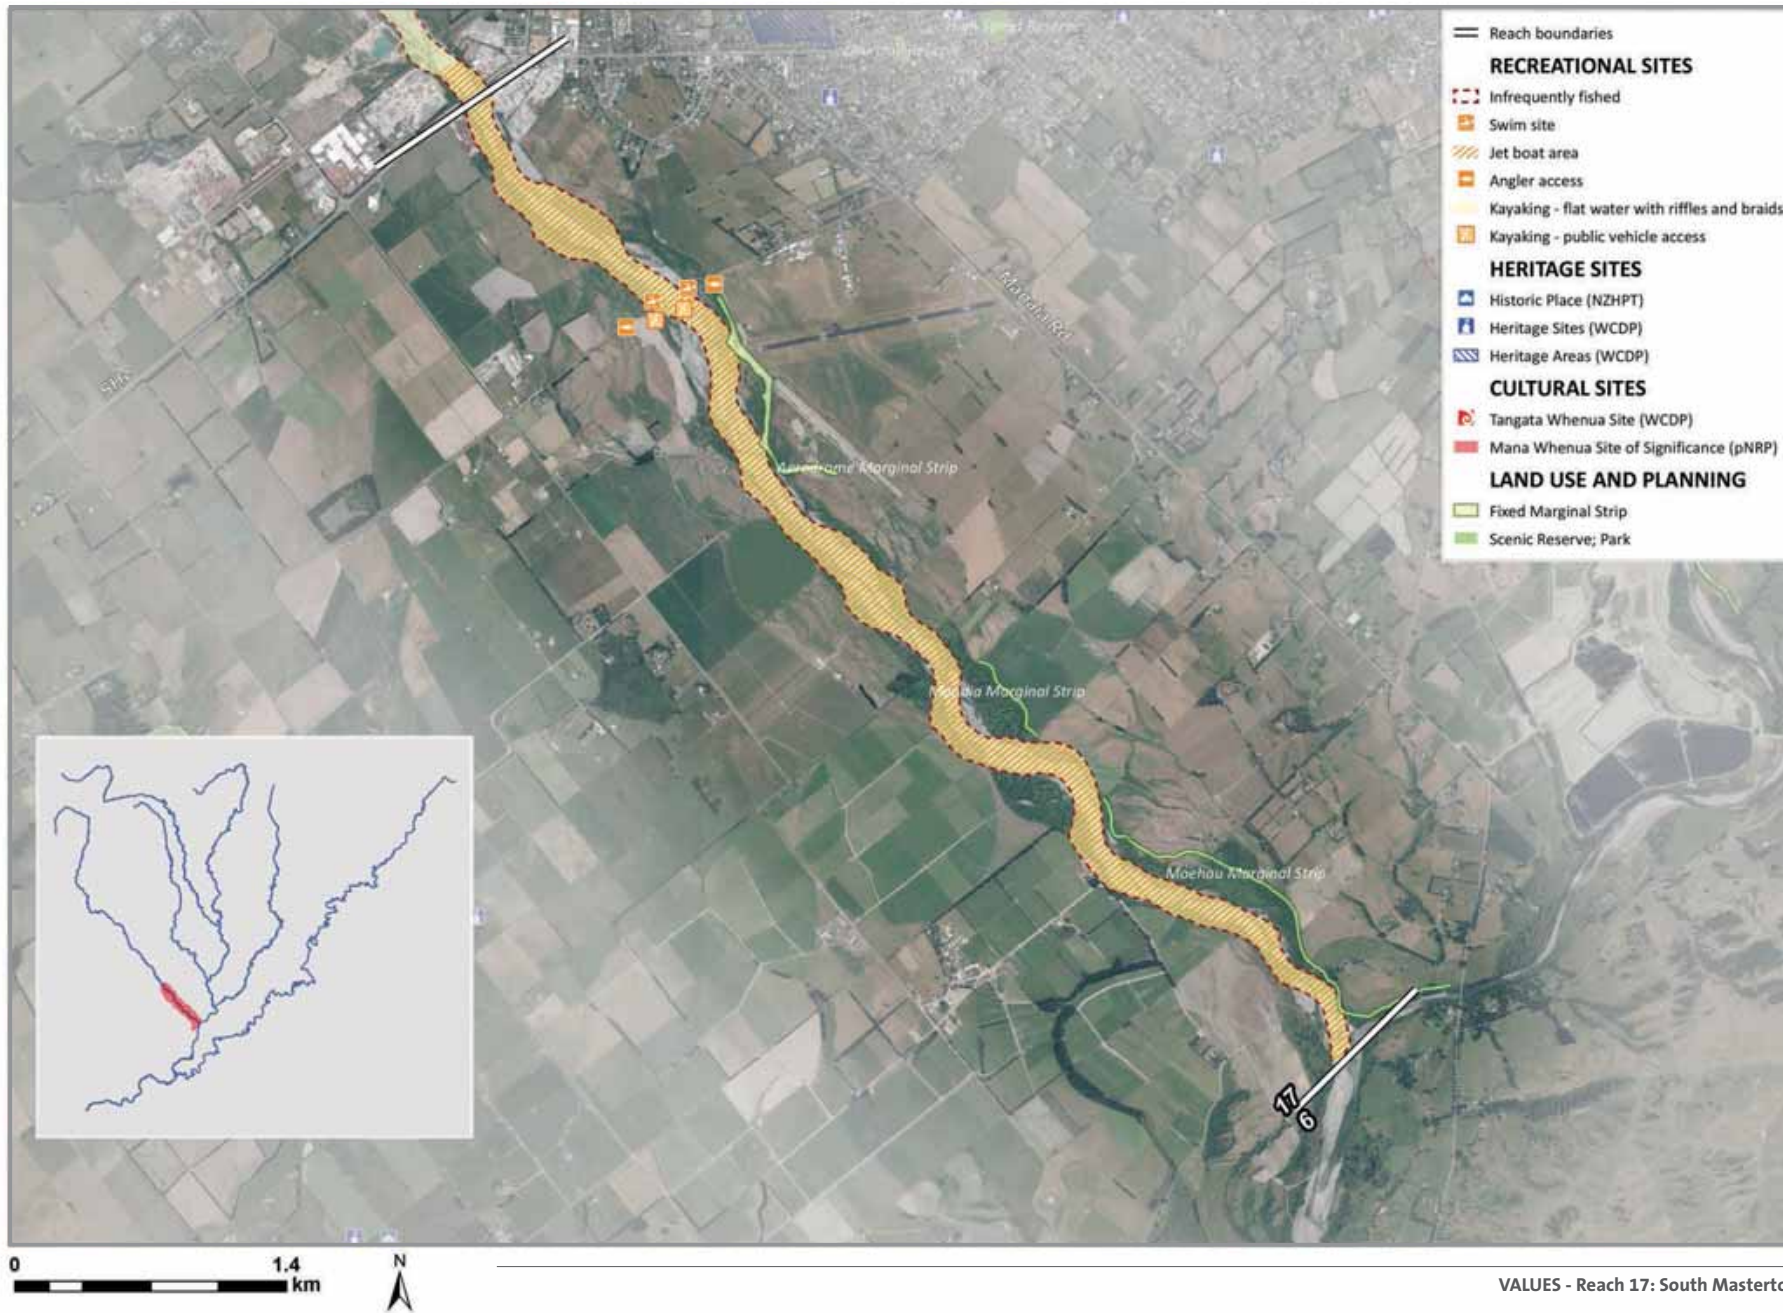 Reach boundaries
RECREATIONAL SITES
Infrequently fished
Swim site
Jet boat area
Angler access
Kayaking - flat water with riffles and braids
Kayaking - public vehicle access
HERITAGE SITES
Historic Place (NZHPT)
Heritage Sites (WCDP)
Heritage Areas (WCDP)
CULTURAL SITES
Tangata Whenua Site (WCDP)
Mana Whenua Site of Significance (pNRP)
LAND USE AND PLANNING
Fixed Marginal Strip
Scenic Reserve; Park
Manaia Rd
Aerodrome Marginal Strip
Marginal Strip
Maehau Marginal Strip
17
6
0
1.4
km
N
VALUES - Reach 17: South Masterto